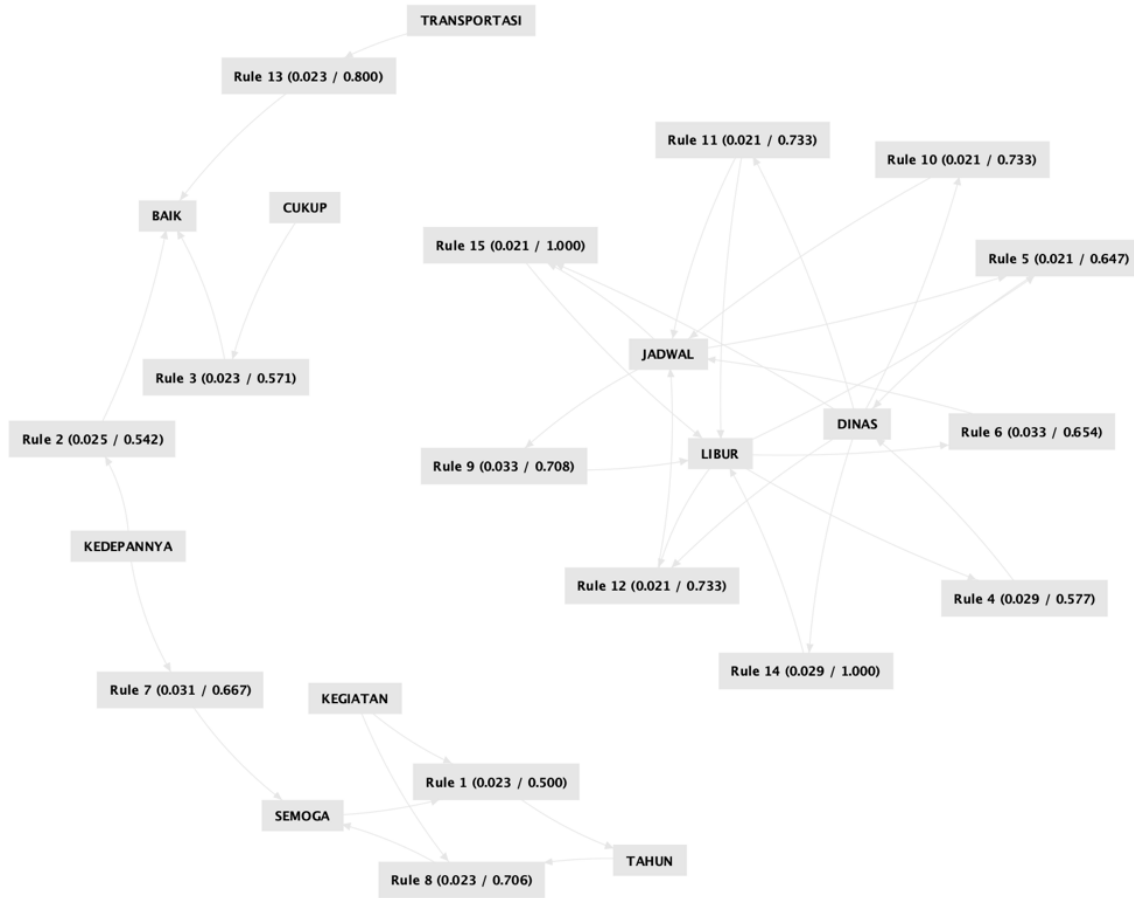 TRANSPORTASI
Rule 13 (0.023 / 0.800)
Rule 11 (0.021 / 0.733)
Rule 10 (0.021 / 0.733)
CUKUP
BAIK
Rule 15 (0.021 / 1.000)
Rule 5 (0.021 / 0.647)
JADWAL
Rule 3 (0.023 / 0.571)
DINAS
Rule 6 (0.033 / 0.654)
Rule 2 (0.025 / 0.542)
LIBUR
Rule 9 (0.033 / 0.708)
KEDEPANNYA
Rule 12 (0.021 / 0.733)
Rule 4 (0.029 / 0.577)
Rule 14 (0.029 / 1.000)
Rule 7 (0.031 / 0.667)
KEGIATAN
Rule 1 (0.023 / 0.500)
SEMOGA
TAHUN
Rule 8 (0.023 / 0.706)